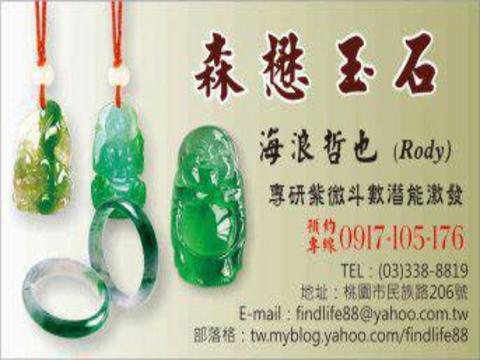 森懋玉石
海浪哲也 (Rody)
專研紫微斗數潛能激發
預約專線 0917-105-176
TEL : (03)338-8819
地址 : 桃園市民族路206號
E-mail : findlife88@yahoo.com.tw
部落格 : tw.myblog.yahoo.com/findlife88